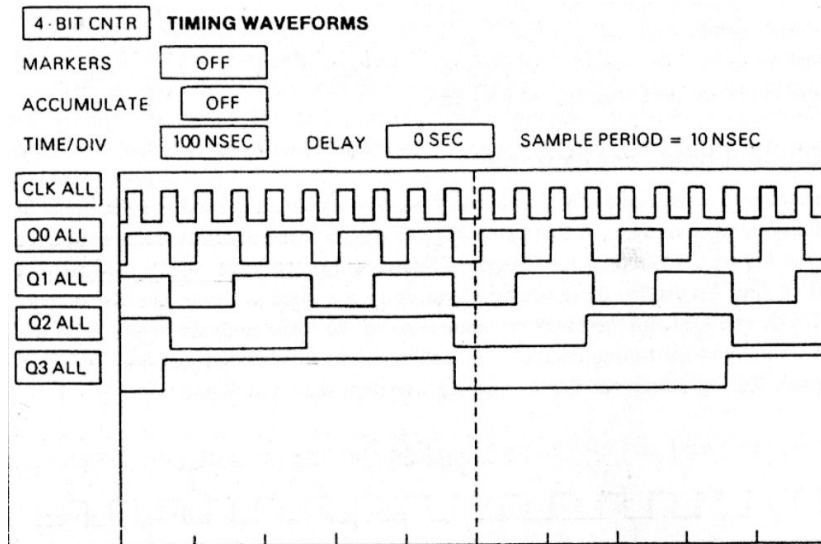 4-BIT CNTR TIMING WAVEFORMS
MARKERS OFF
ACCUMULATE OFF
TIME/DIV 100 NSEC DELAY 0 SEC SAMPLE PERIOD = 10 NSEC
CLK ALL
Q0 ALL
Q1 ALL
Q2 ALL
Q3 ALL